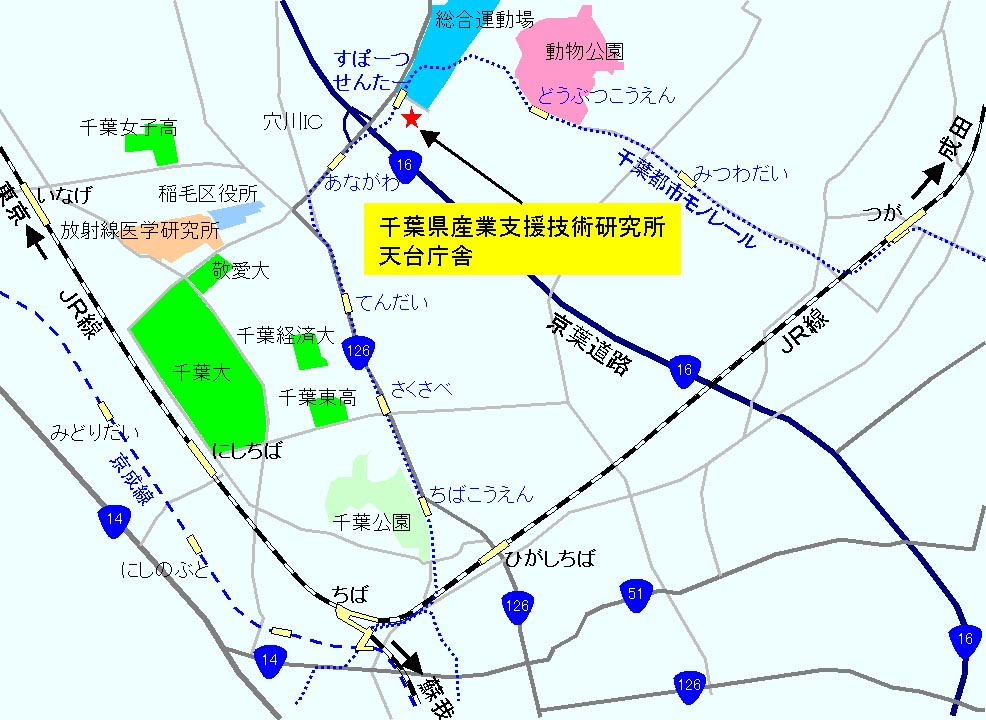 総合運動場
動物公園
すぽーつ
せんたー
どうぶつこうえん
穴川IC
千葉女子高
成田
16
千葉都市モノレール
みつわだい
あながわ
東京
いなげ
稲毛区役所
つが
放射線医学研究所
千葉県産業支援技術研究所
天台庁舎
敬愛大
JR線
てんだい
千葉経済大
126
京葉道路
JR線
千葉大
16
さくさべ
千葉東高
みどりだい
にしちば
京成線
ちばこうえん
14
千葉公園
にしのぶと
ひがしちば
ちば
51
126
16
14
126
蘇我